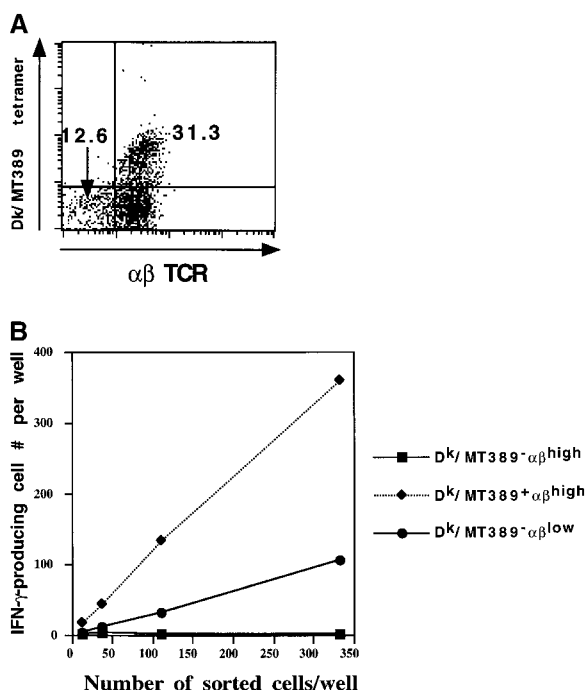 A
Dk/MT389 tetramer
12.6
31.3
αβ TCR
B
IFN-γ-producing cell # per well
400
300
200
100
0
0 50 100 150 200 250 300 350
Number of sorted cells/well
Dk/MT389-αβhigh
Dk/MT389+αβhigh
Dk/MT389-αβlow